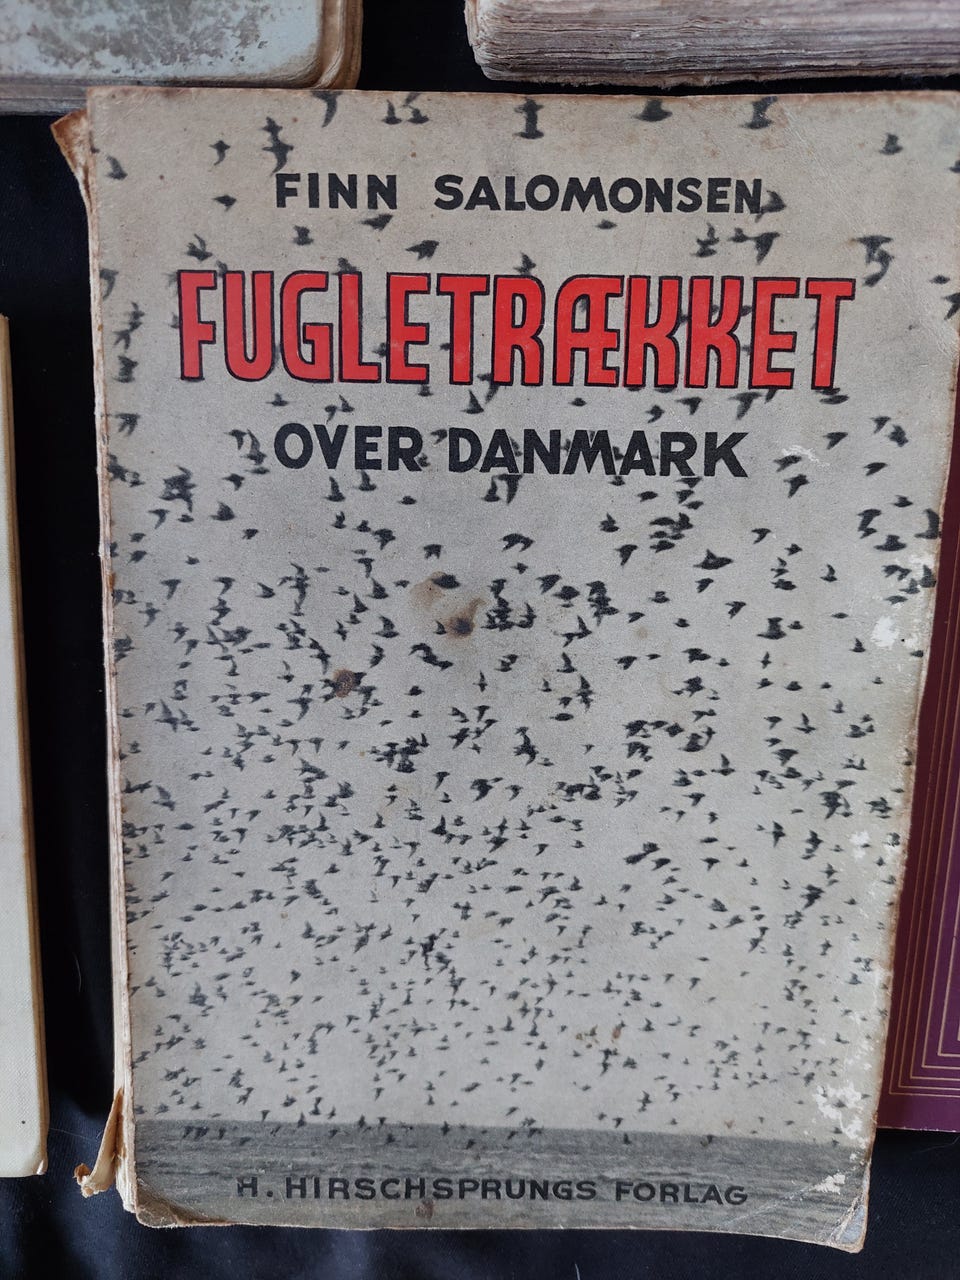 FINN SALOMONSEN
FUGLETRÆKKET
OVER DANMARK
H. HIRSCHSPRUNGS FORLAG